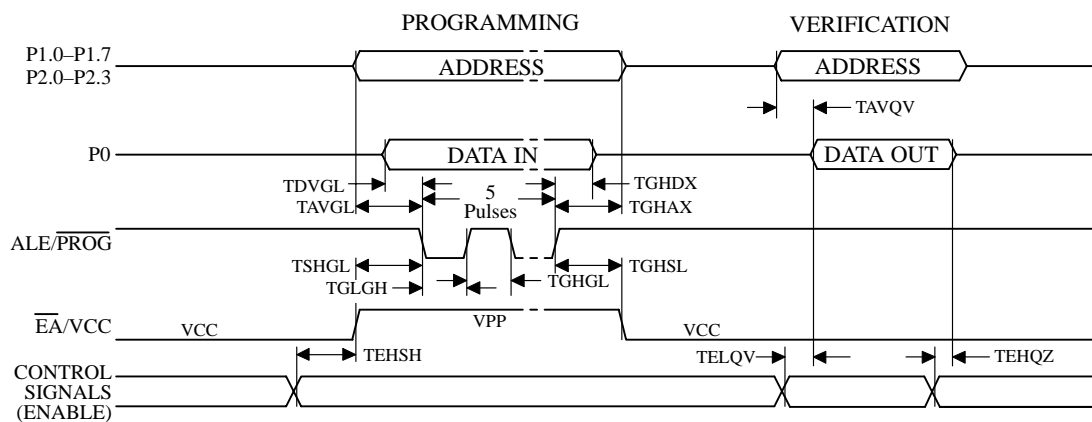 PROGRAMMING
VERIFICATION
P1.0–P1.7
P2.0–P2.3
ADDRESS
ADDRESS
TAVQV
P0
DATA IN
DATA OUT
TDVGL
5
Pulses
TGHDX
TAVGL
TGHAX
ALE/PROG
TSHGL
TGHSL
TGLGH
TGHGL
EA/VCC
VCC
VPP
VCC
TEHSH
TELQV
TEHQZ
CONTROL
SIGNALS
(ENABLE)